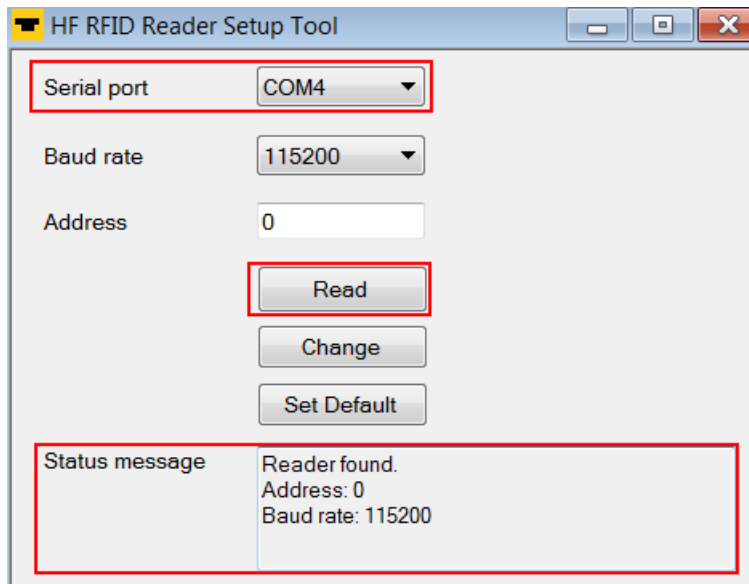 HF RFID Reader Setup Tool
Serial port COM4
Baud rate 115200
Address 0
Read
Change
Set Default
Status message Reader found.
Address: 0
Baud rate: 115200